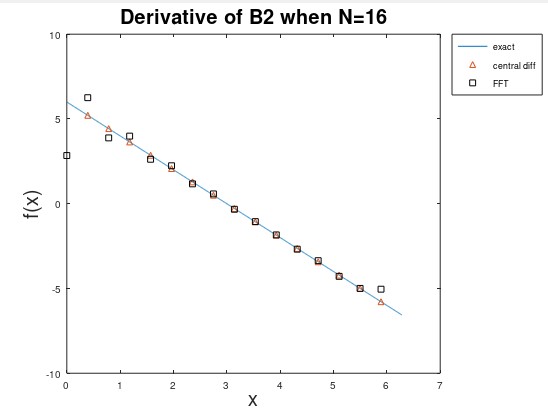 Derivative of B2 when N=16
exact
central diff
FFT
10
5
0
-5
-10
f(x)
0 1 2 3 4 5 6 7
x